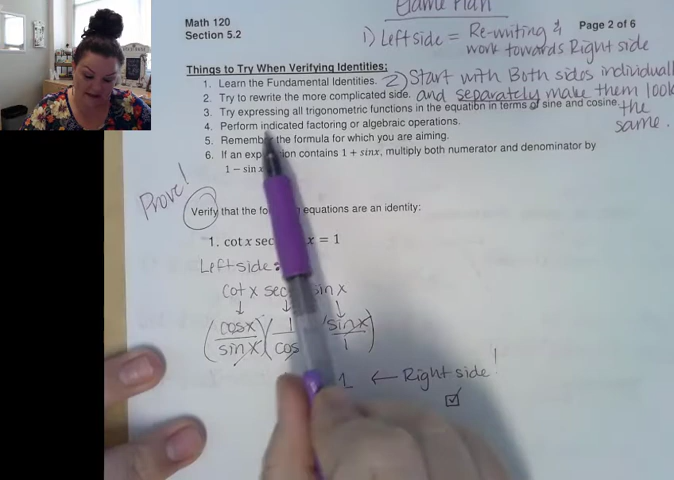 Game Plan
Math 120
Section 5.2
Page 2 of 6
1) Left side = Re-writing &
work towards Right side
Things to Try When Verifying Identities:
1. Learn the Fundamental Identities.
2) Start with Both sides individually
and separately make them look
the
same.
2. Try to rewrite the more complicated side.
3. Try expressing all trigonometric functions in the equation in terms of sine and cosine.
4. Perform indicated factoring or algebraic operations.
5. Remember the formula for which you are aiming.
6. If an exp ion contains 1 + sinx, multiply both numerator and denominator by
1 − sin x
Prove!
Verify that the fo equations are an identity:
1. cot x sec x = 1
Left side:
cot x sec sin x
(cosx/sinx)(1/cos sinx/1)
1 ← Right side!
☑